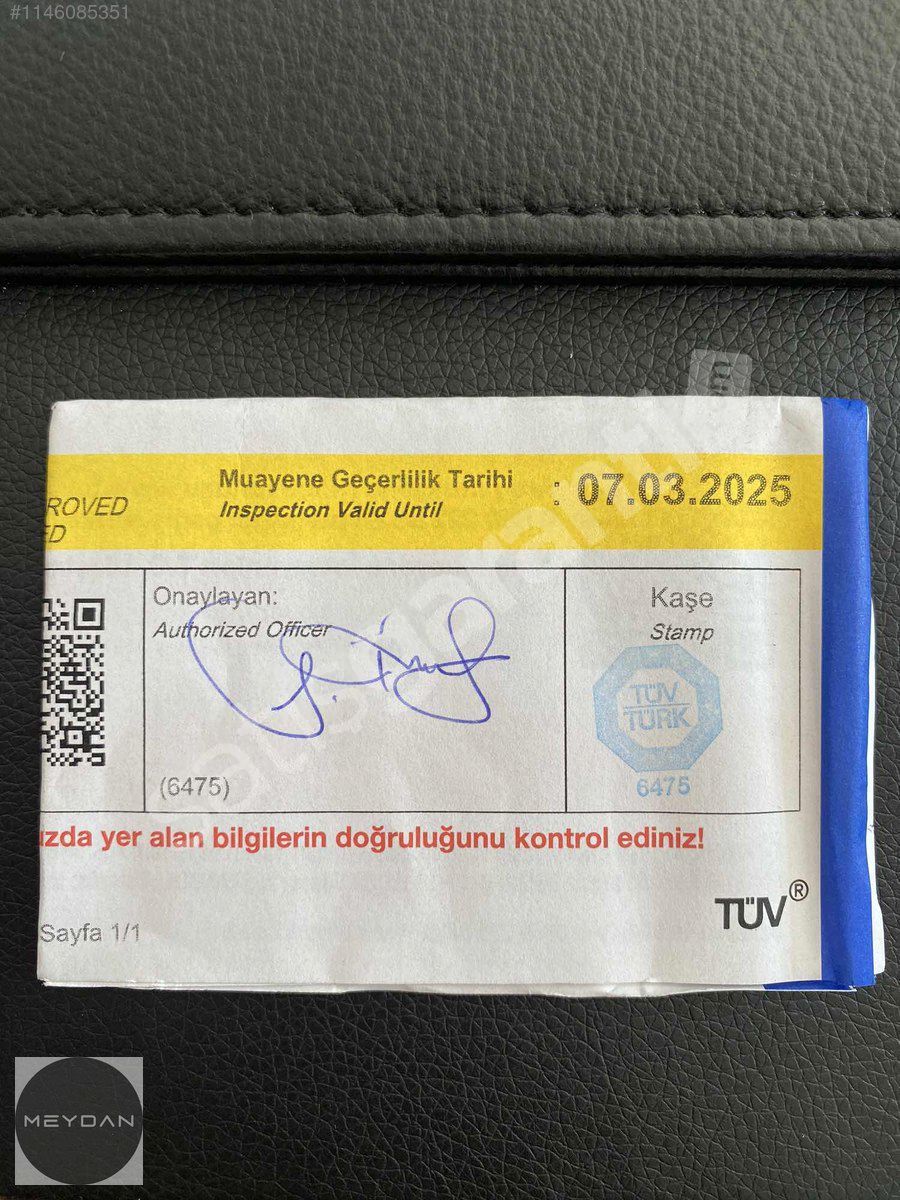 #1146085351
Muayene Geçerlilik Tarihi : 07.03.2025
Inspection Valid Until
ROVED
ED
Onaylayan:
Authorized Officer
(6475)
Kaşe
Stamp
TÜV
TÜRK
6475
ızda yer alan bilgilerin doğruluğunu kontrol ediniz!
TÜV®
Sayfa 1/1
MEYDAN